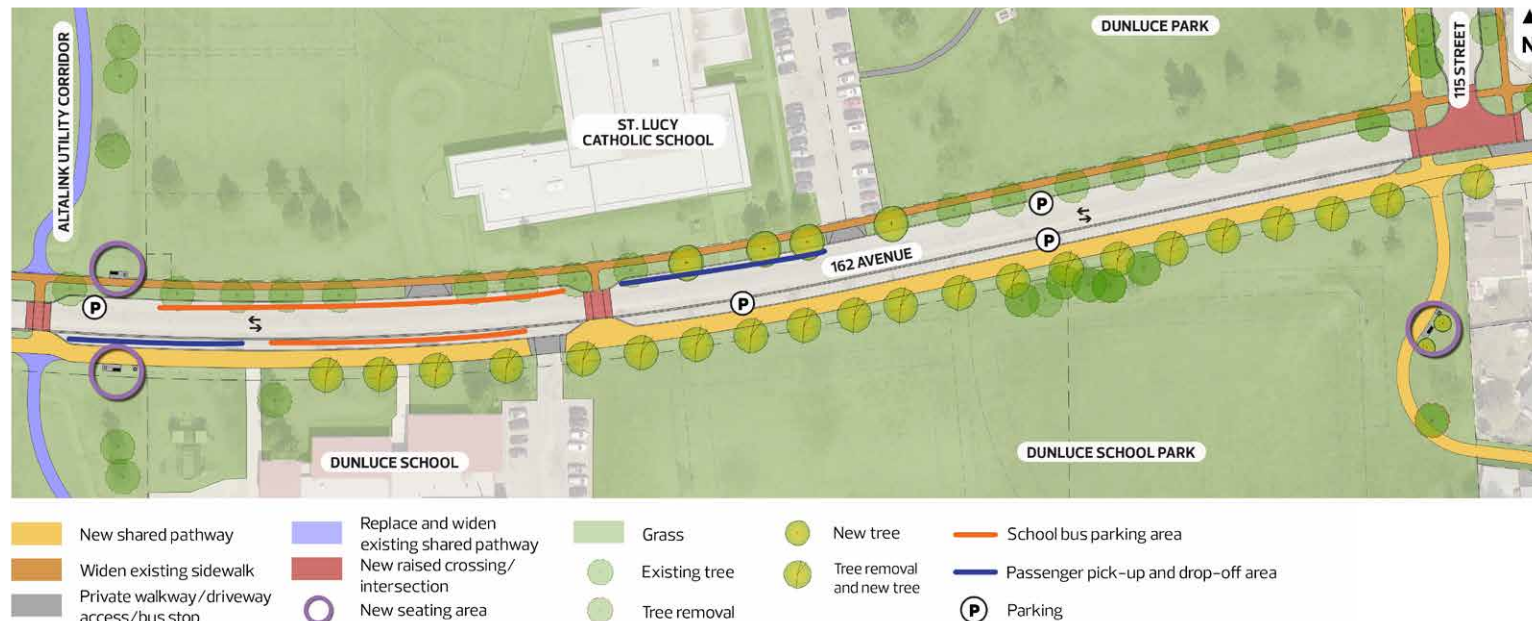 ALTALINK UTILITY CORRIDOR
ST. LUCY
CATHOLIC SCHOOL
DUNLUCE PARK
115 STREET
N
P
P
P
P
162 AVENUE
DUNLUCE SCHOOL
DUNLUCE SCHOOL PARK
New shared pathway
Widen existing sidewalk
Private walkway/driveway
access/bus stop
Replace and widen
existing shared pathway
New raised crossing/
intersection
New seating area
Grass
Existing tree
Tree removal
New tree
Tree removal
and new tree
School bus parking area
Passenger pick-up and drop-off area
P Parking